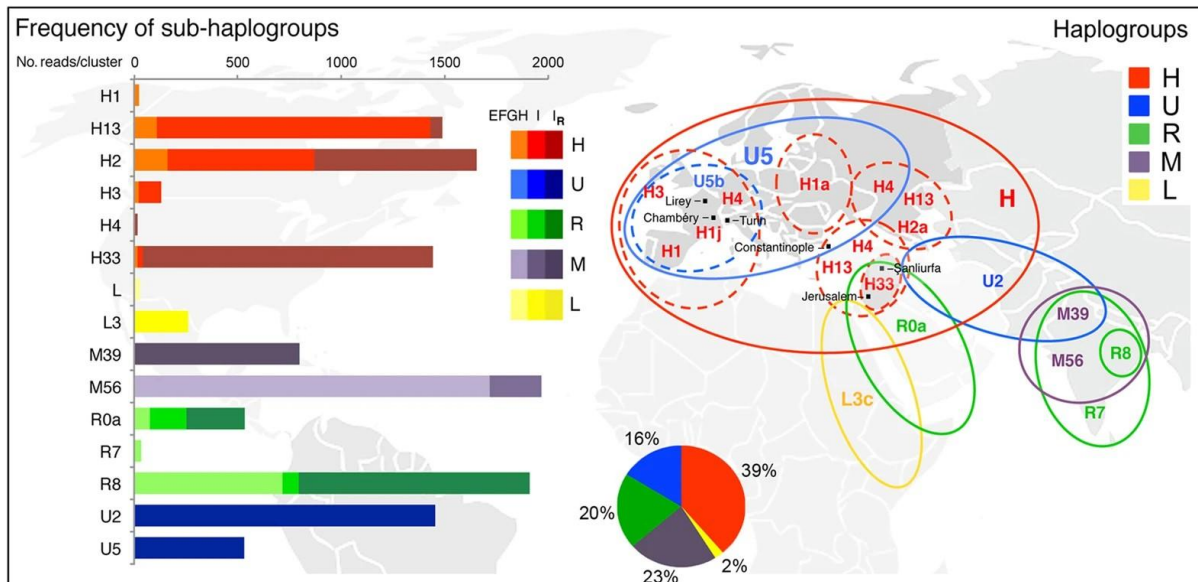 Frequency of sub-haplogroups
No. reads/cluster 0 500 1000 1500 2000
H1
H13
H2
H3
H4
H33
L
L3
M39
M56
R0a
R7
R8
U2
U5
EFGH I IR
H
U
R
M
L
Haplogroups
H
U
R
M
L
U5
U5b
H3
H4
Lirey
Chambéry
Turin
H1j
H1
H1a
H4
H13
H2a
H
Constantinople
H4
H13
Şanliurfa
H33
Jerusalem
U2
R0a
L3c
M39
M56
R8
R7
16%
39%
20%
23%
2%